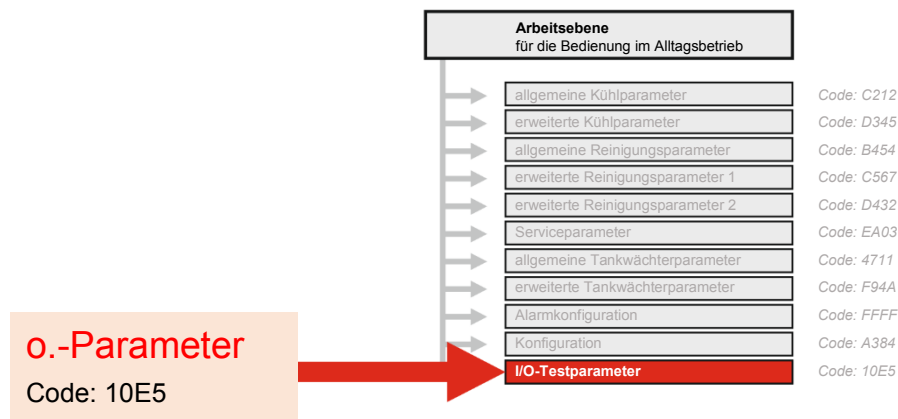 Arbeitsebene
für die Bedienung im Alltagsbetrieb
allgemeine Kühlparameter Code: C212
erweiterte Kühlparameter Code: D345
allgemeine Reinigungsparameter Code: B454
erweiterte Reinigungsparameter 1 Code: C567
erweiterte Reinigungsparameter 2 Code: D432
Serviceparameter Code: EA03
allgemeine Tankwächterparameter Code: 4711
erweiterte Tankwächterparameter Code: F94A
Alarmkonfiguration Code: FFFF
Konfiguration Code: A384
I/O-Testparameter Code: 10E5
o.-Parameter
Code: 10E5